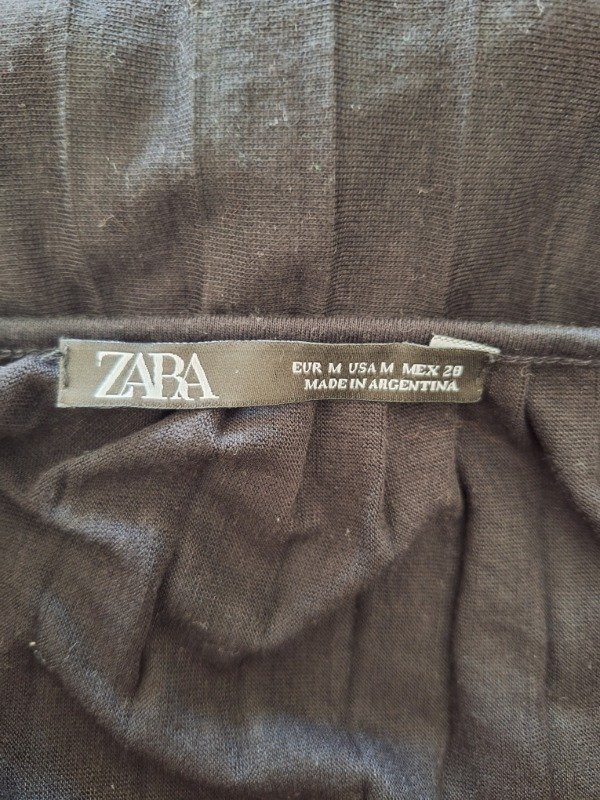 ZARA
EUR M USA M MEX 28
MADE IN ARGENTINA